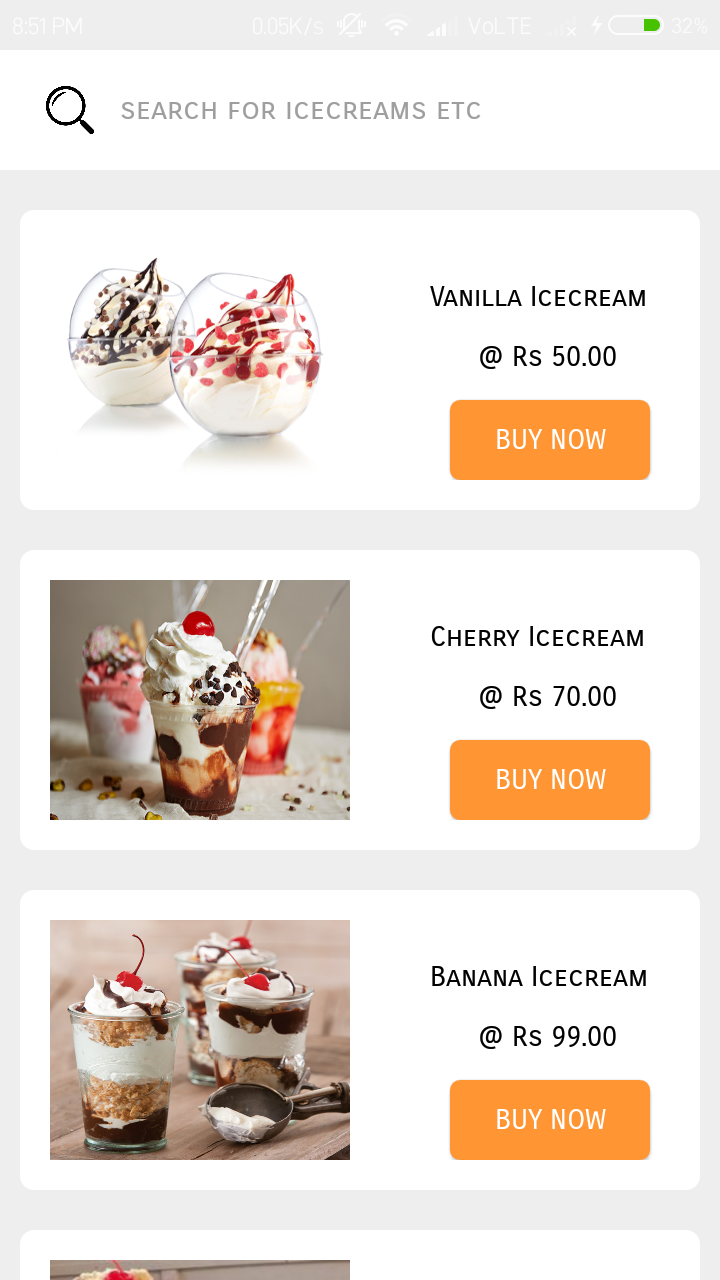 8:51 PM 0.05K/s VoLTE 32%
SEARCH FOR ICECREAMS ETC
Vanilla Icecream
@ Rs 50.00
BUY NOW
Cherry Icecream
@ Rs 70.00
BUY NOW
Banana Icecream
@ Rs 99.00
BUY NOW